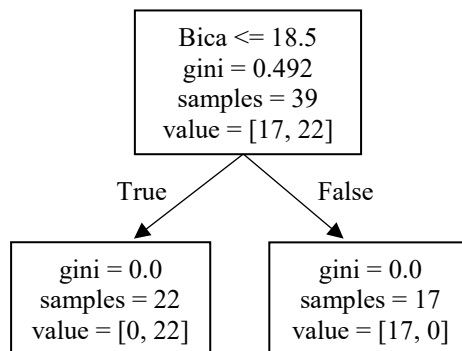 Bica <= 18.5
gini = 0.492
samples = 39
value = [17, 22]
True
False
gini = 0.0
samples = 22
value = [0, 22]
gini = 0.0
samples = 17
value = [17, 0]